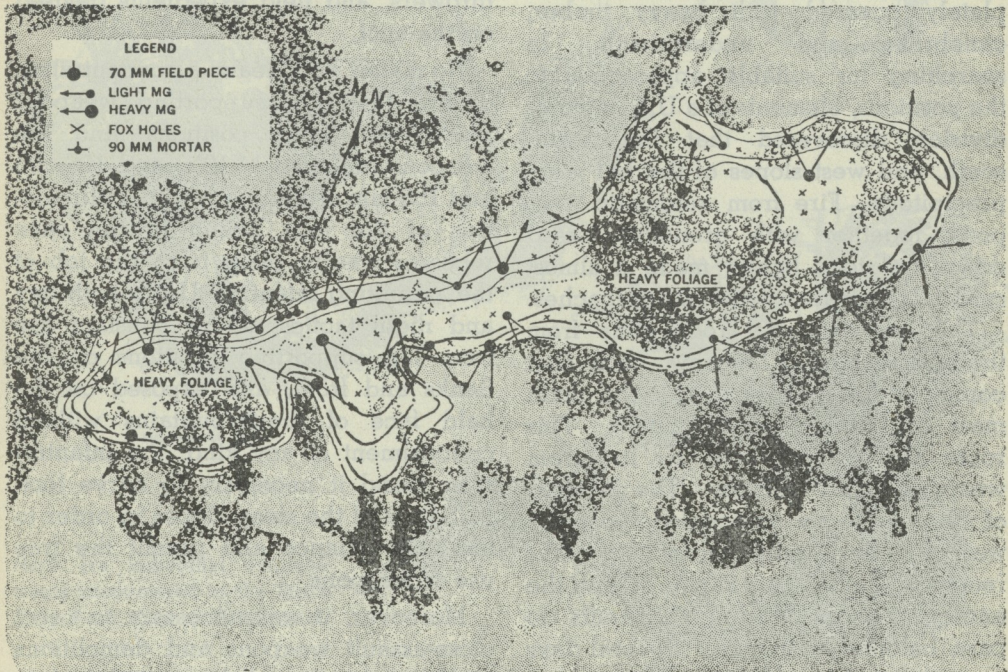 LEGEND
70 MM FIELD PIECE
LIGHT MG
HEAVY MG
FOX HOLES
90 MM MORTAR
MN
HEAVY FOLIAGE
HEAVY FOLIAGE